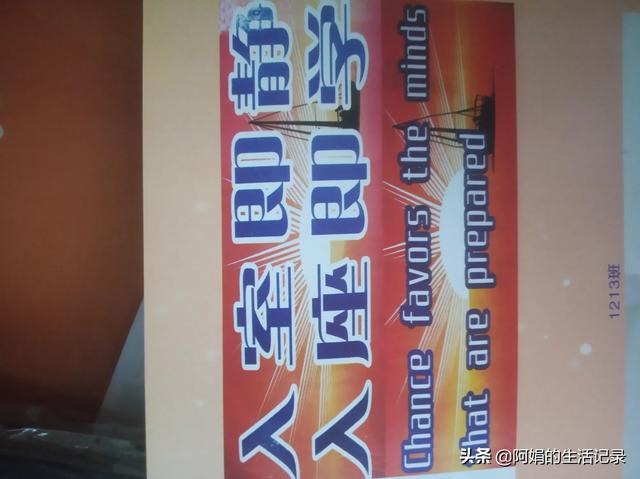 入室即静
入座即学
Chance favors the minds
that are prepared
1213班
头条 @阿娟的生活记录